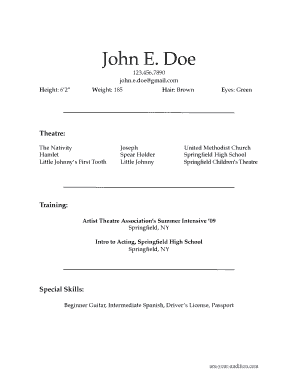 John E. Doe
123.456.7890
john.e.doe@gmail.com
Height: 6'2" Weight: 185 Hair: Brown Eyes: Green
Theatre:
The Nativity Joseph United Methodist Church
Hamlet Spear Holder Springfield High School
Little Johnny's First Tooth Little Johnny Springfield Children's Theatre
Training:
Artist Theatre Association's Summer Intensive '09
Springfield, NY
Intro to Acting, Springfield High School
Springfield, NY
Special Skills:
Beginner Guitar, Intermediate Spanish, Driver's License, Passport